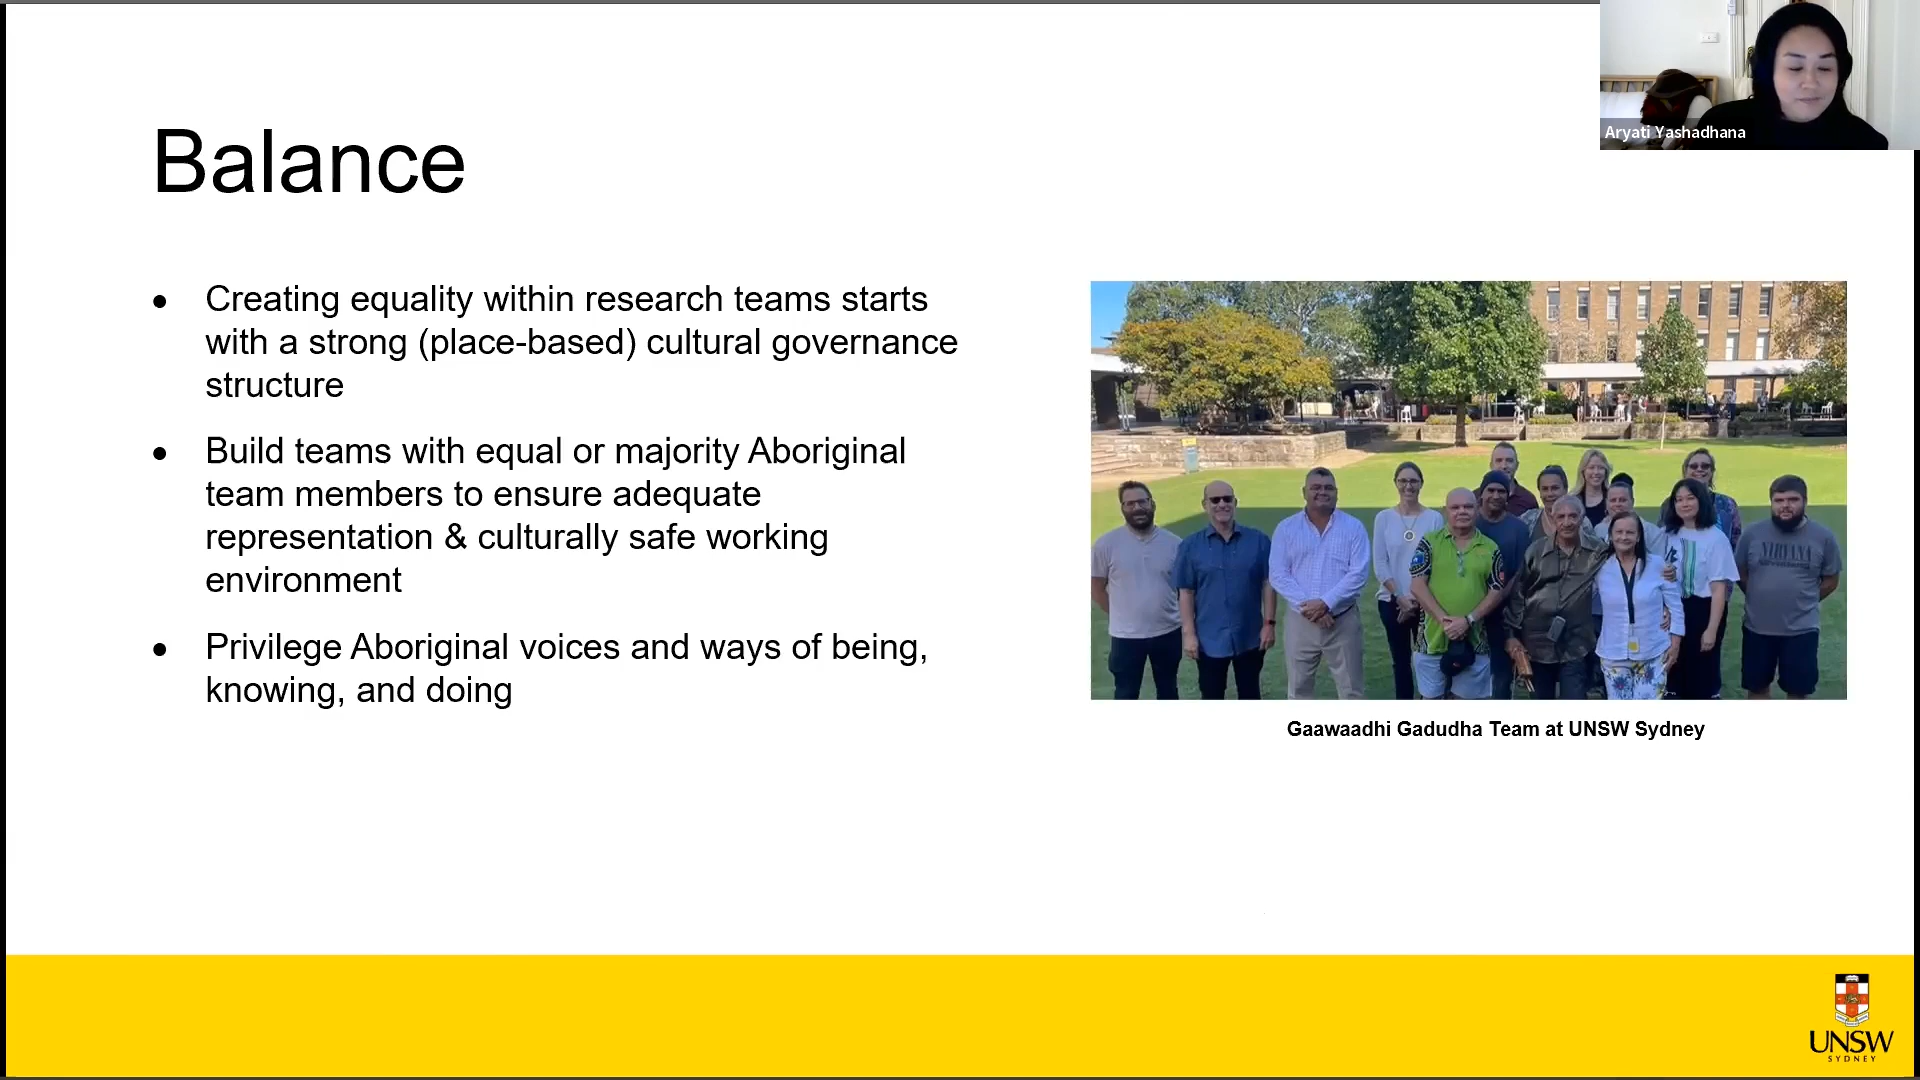 Aryati Yashadhana
Balance
• Creating equality within research teams starts
with a strong (place-based) cultural governance
structure
• Build teams with equal or majority Aboriginal
team members to ensure adequate
representation & culturally safe working
environment
• Privilege Aboriginal voices and ways of being,
knowing, and doing
NIRVANA
Gaawaadhi Gadudha Team at UNSW Sydney
UNSW
SYDNEY